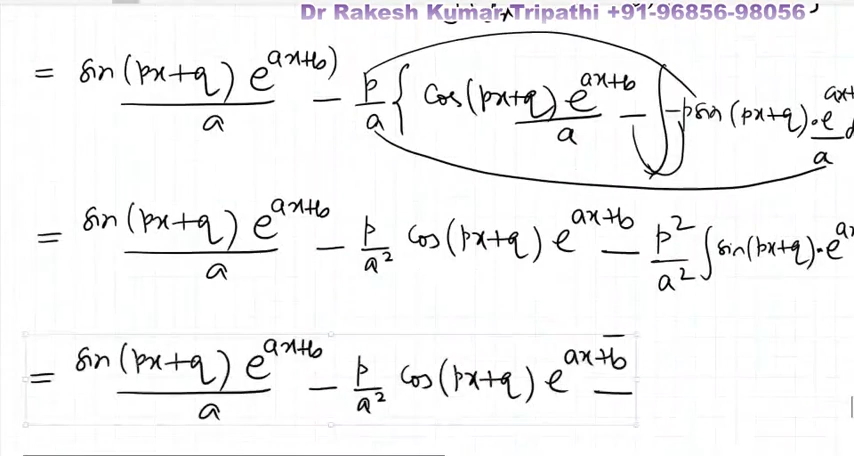 Dr Rakesh Kumar Tripathi +91-96856-98056
= sin(px+q) e^(ax+b)) / a − p/a { cos(px+q) e^(ax+b) / a − ∫ −p sin(px+q) · e^(ax+ / a d
= sin(px+q) e^(ax+b) / a − p/a² cos(px+q) e^(ax+b) − p²/a² ∫ sin(px+q) · e^(ax
= sin(px+q) e^(ax+b) / a − p/a² cos(px+q) e^(ax+b) −